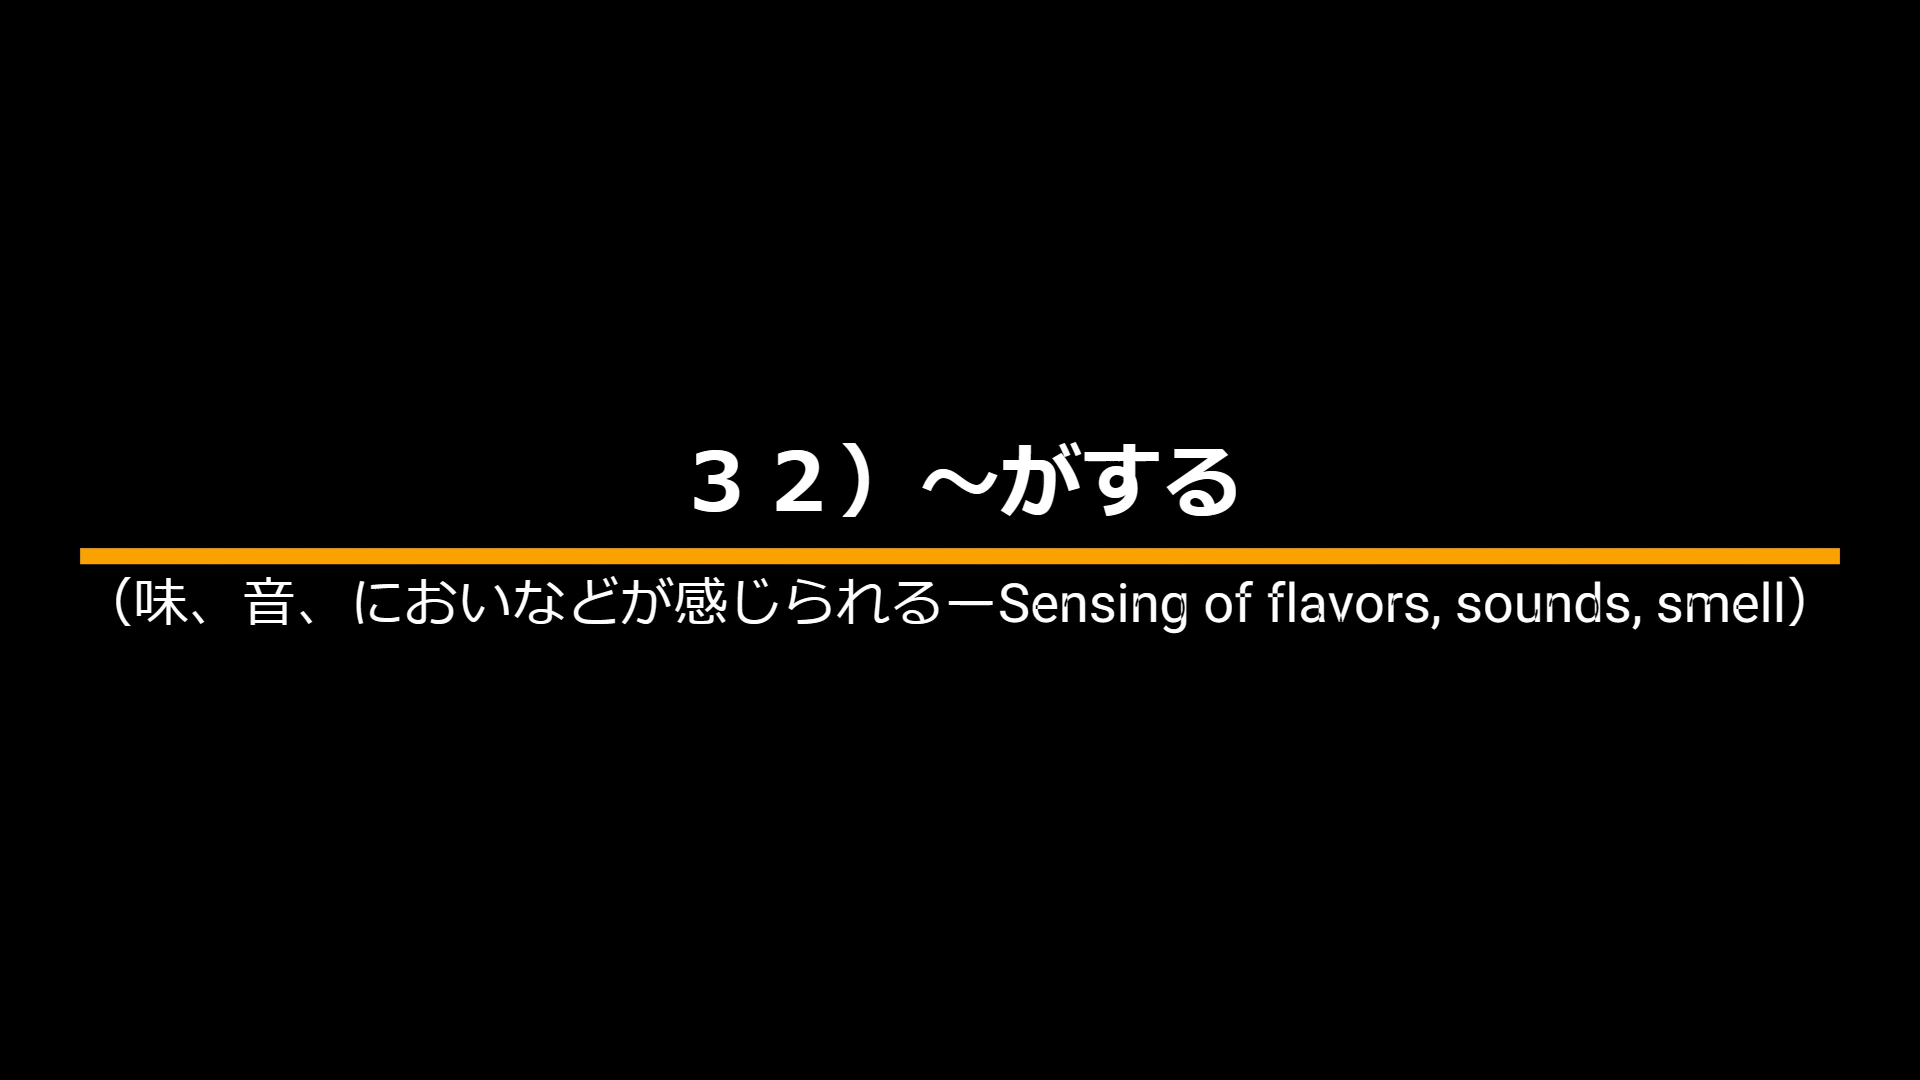 ３２）～がする
（味、音、においなどが感じられるーSensing of flavors, sounds, smell）